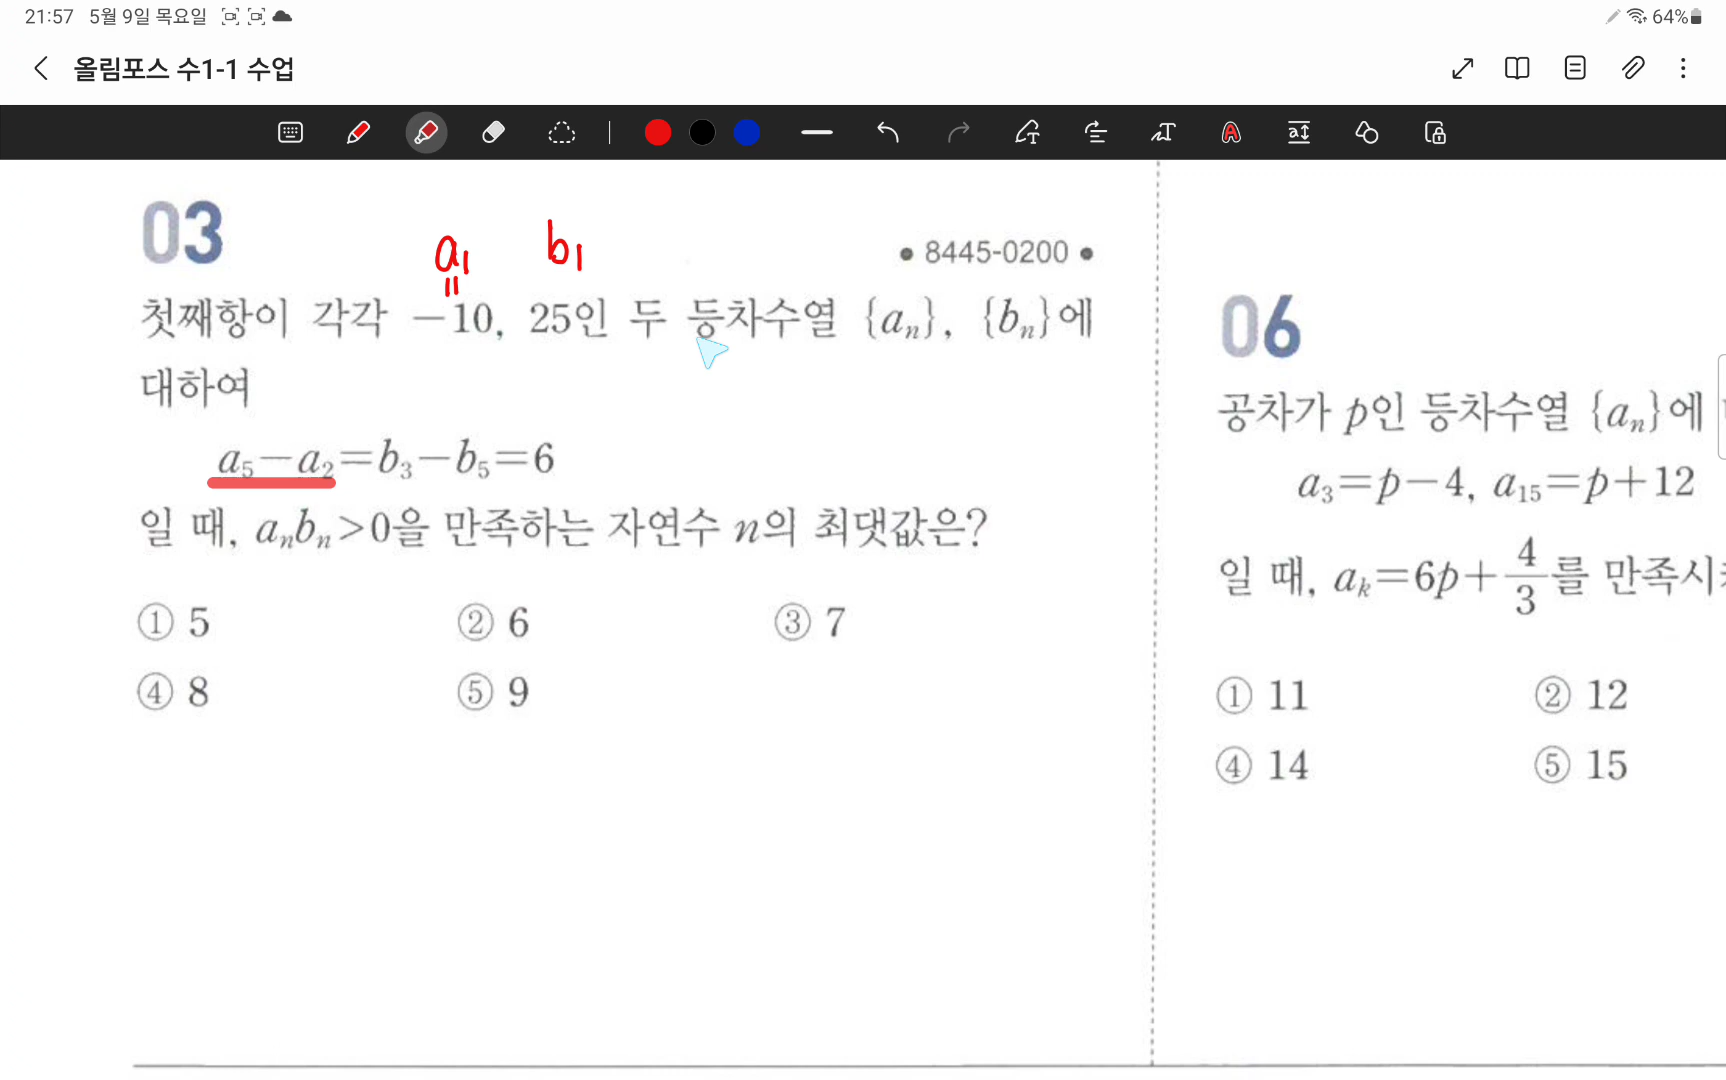 21:57 5월 9일 목요일
64%
올림포스 수1-1 수업
03
a₁ b₁
• 8445-0200 •
첫째항이 각각 −10, 25인 두 등차수열 {aₙ}, {bₙ}에
대하여
a₅−a₂=b₃−b₅=6
일 때, aₙbₙ>0을 만족하는 자연수 n의 최댓값은?
① 5 ② 6 ③ 7
④ 8 ⑤ 9
06
공차가 p인 등차수열 {aₙ}에
a₃=p−4, a₁₅=p+12
일 때, aₖ=6p+4/3를 만족시
① 11 ② 12
④ 14 ⑤ 15